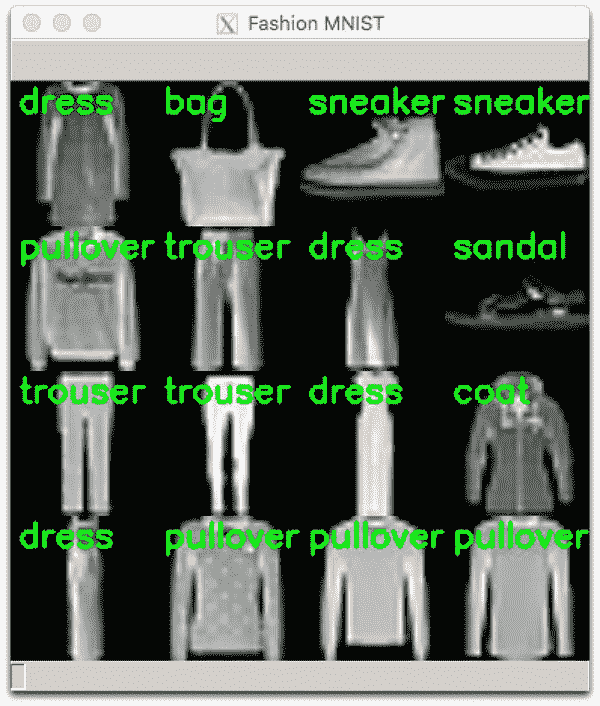 Fashion MNIST
dress bag sneaker sneaker
pullover trouser dress sandal
trouser trouser dress coat
dress pullover pullover pullover